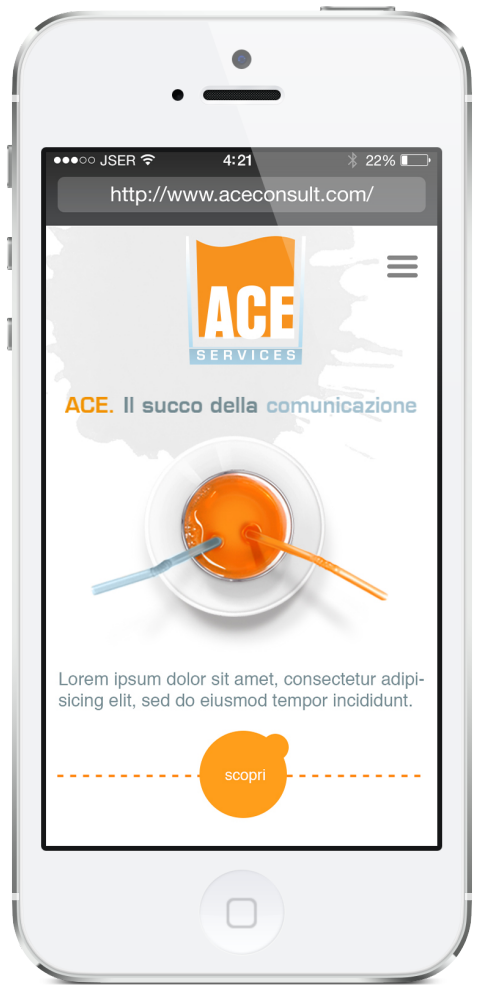 JSER 4:21 22%
http://www.aceconsult.com/
ACE
SERVICES
ACE. Il succo della comunicazione
Lorem ipsum dolor sit amet, consectetur adipi-
sicing elit, sed do eiusmod tempor incididunt.
scopri